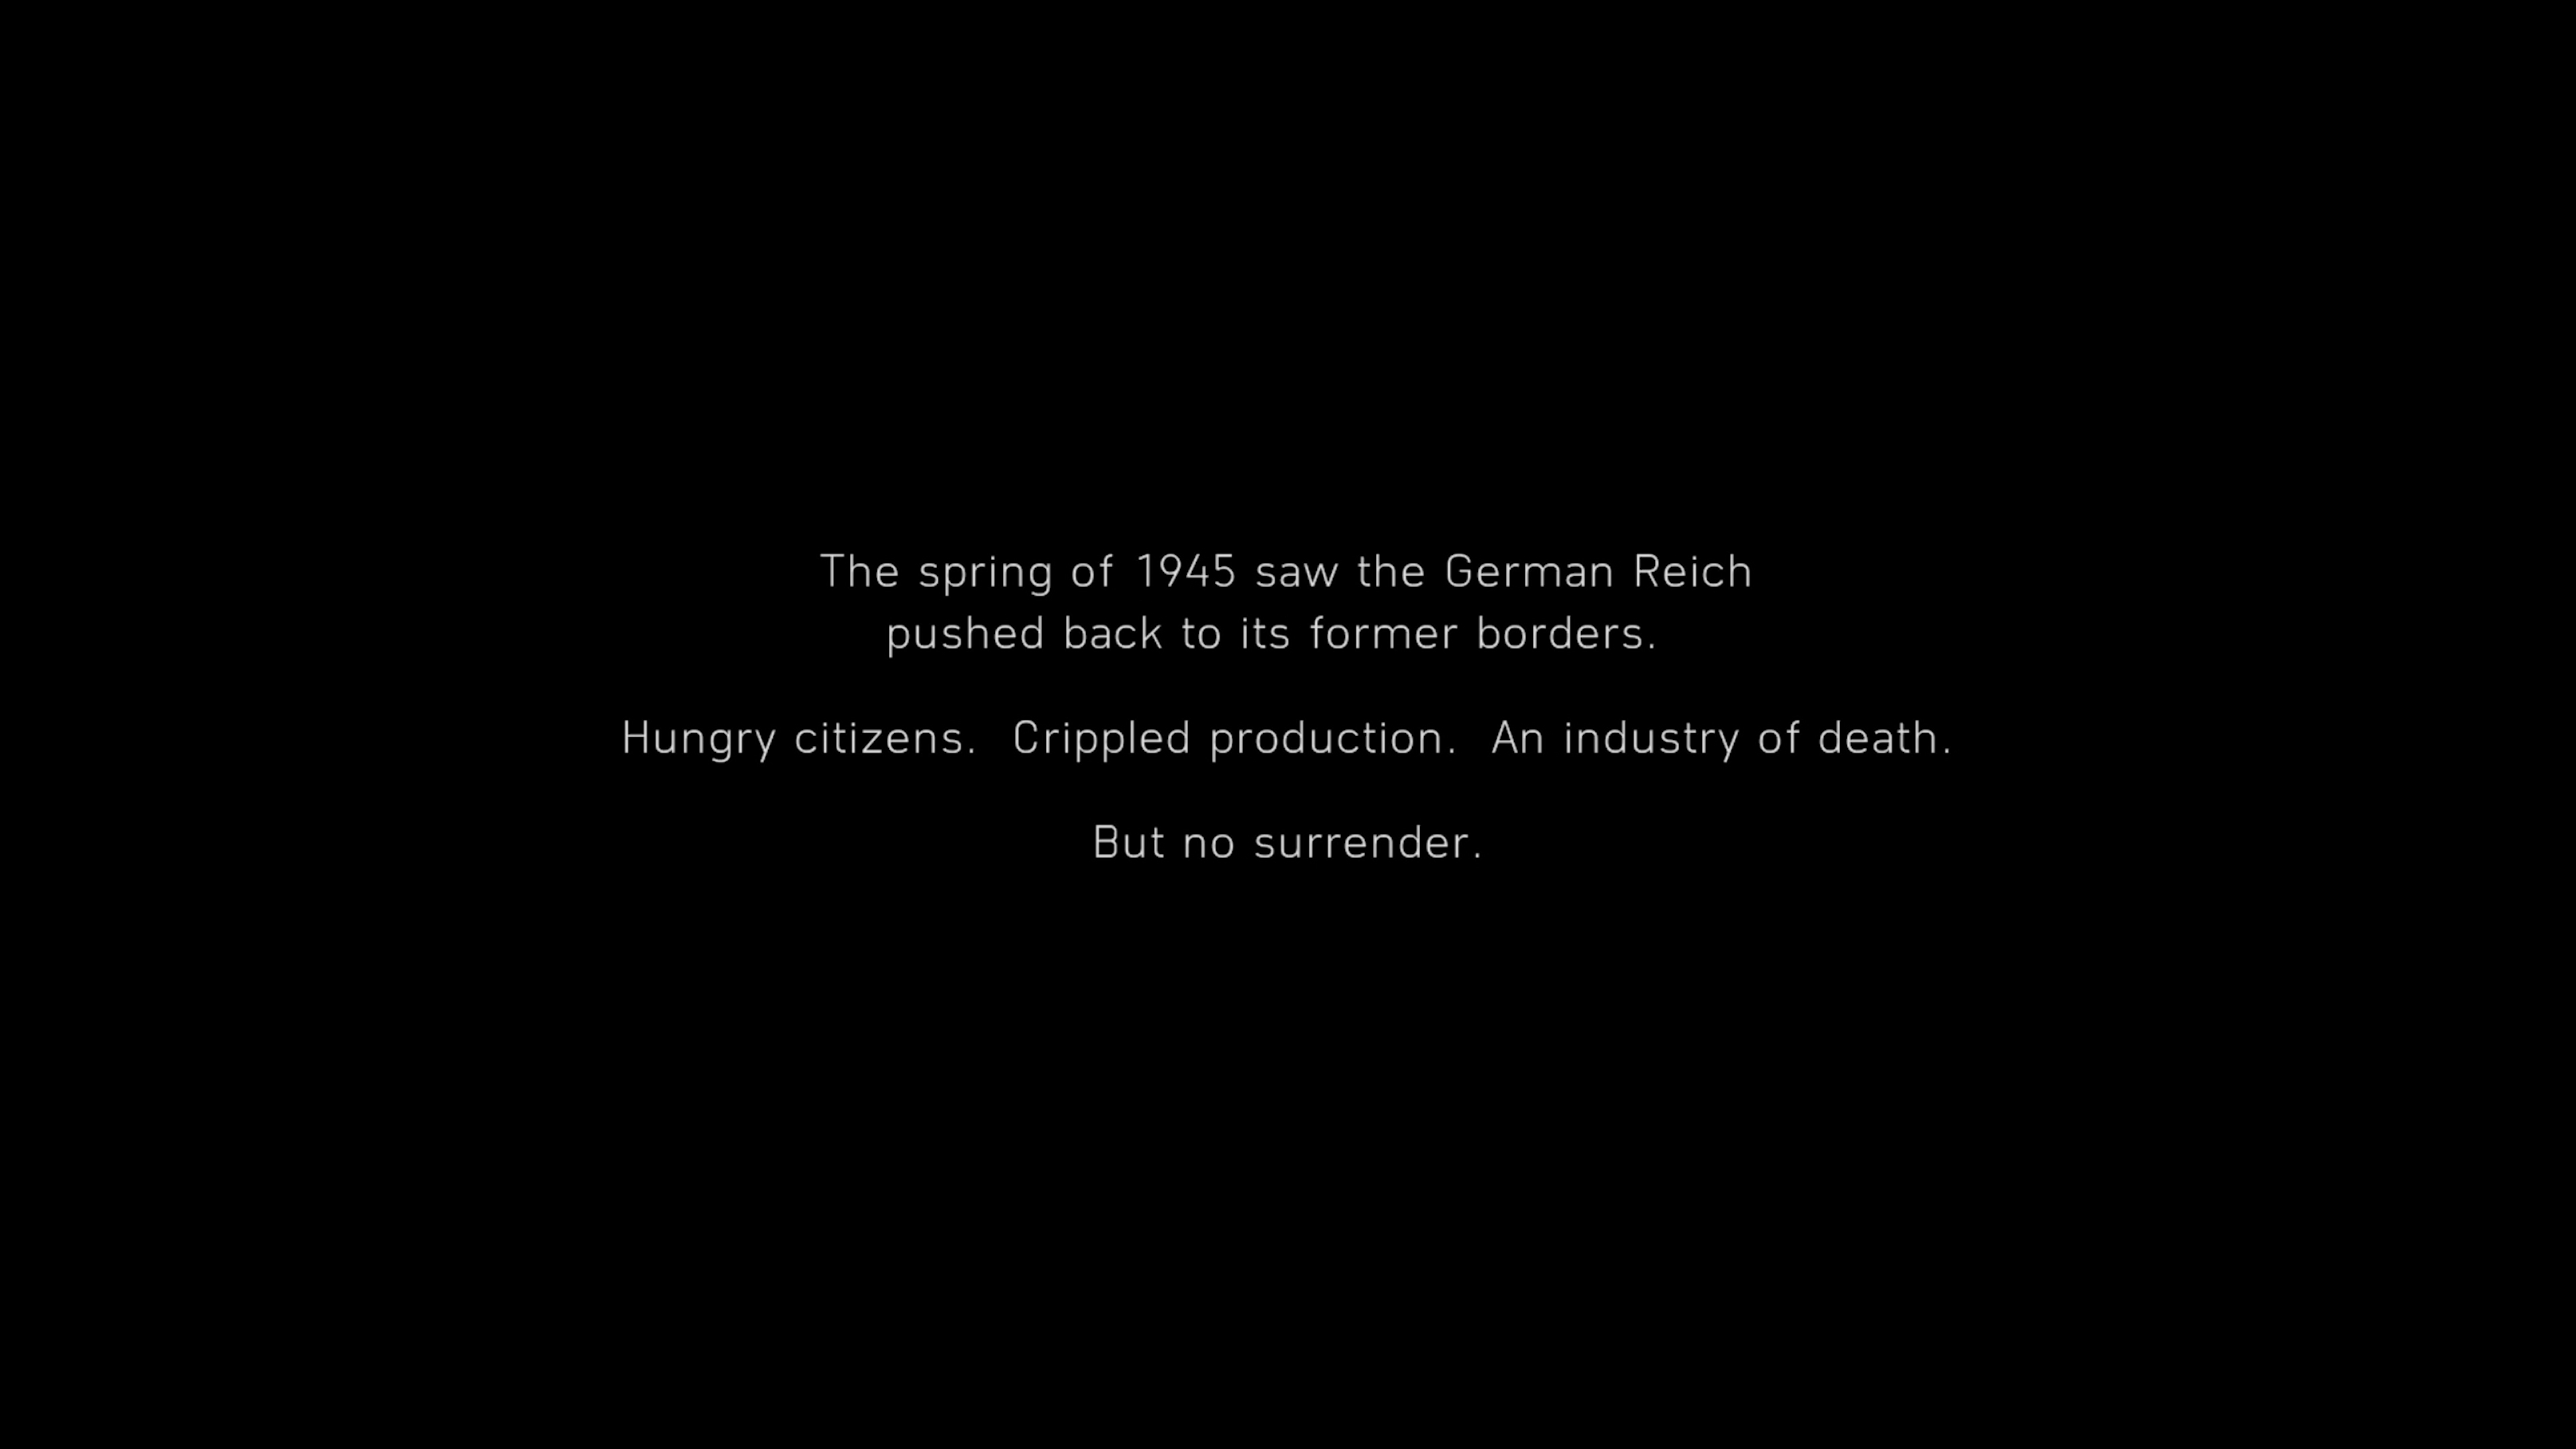 The spring of 1945 saw the German Reich
pushed back to its former borders.
Hungry citizens. Crippled production. An industry of death.
But no surrender.